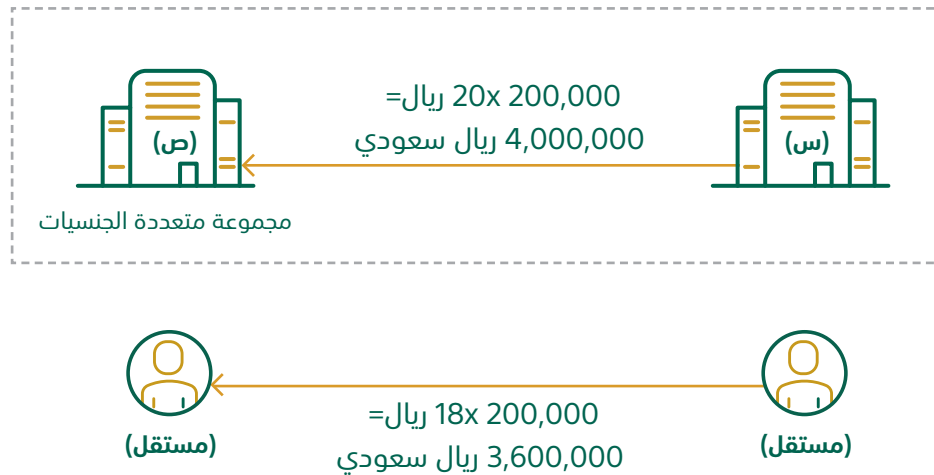 20x 200,000 ريال=
4,000,000 ريال سعودي
(س)
(ص)
مجموعة متعددة الجنسيات
18x 200,000 ريال=
3,600,000 ريال سعودي
(مستقل)
(مستقل)